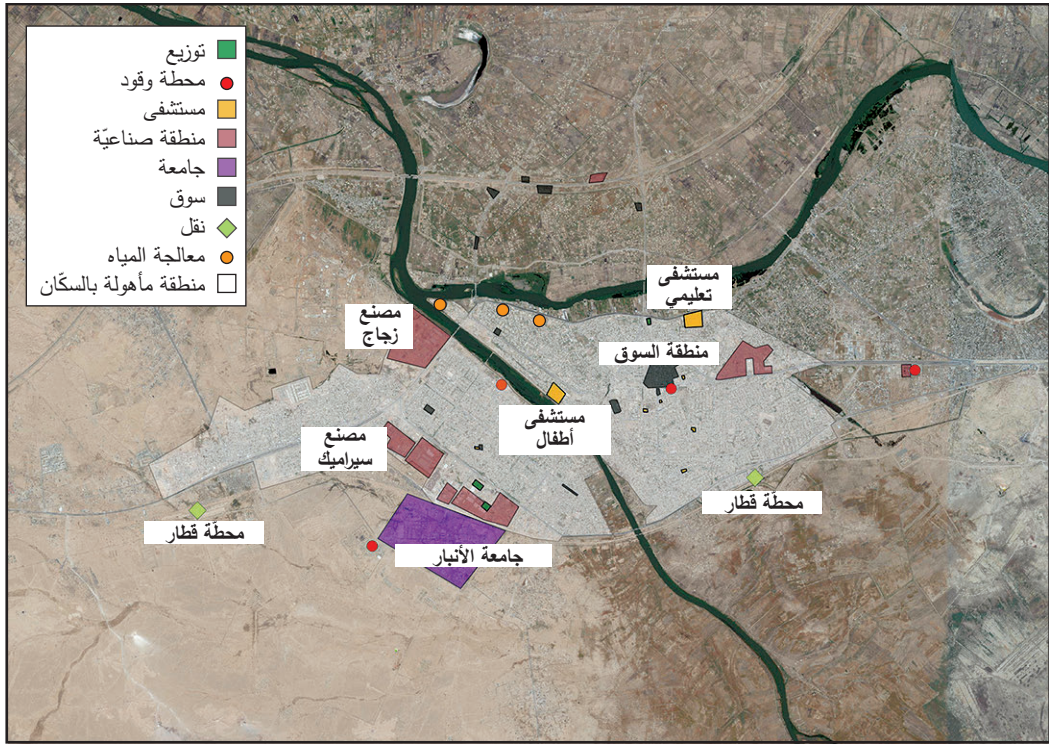 توزيع
محطة وقود
مستشفى
منطقة صناعيّة
جامعة
سوق
نقل
معالجة المياه
منطقة مأهولة بالسكّان
مستشفى
تعليمي
مصنع
زجاج
منطقة السوق
مستشفى
أطفال
مصنع
سيراميك
محطّة قطار
محطّة قطار
جامعة الأنبار